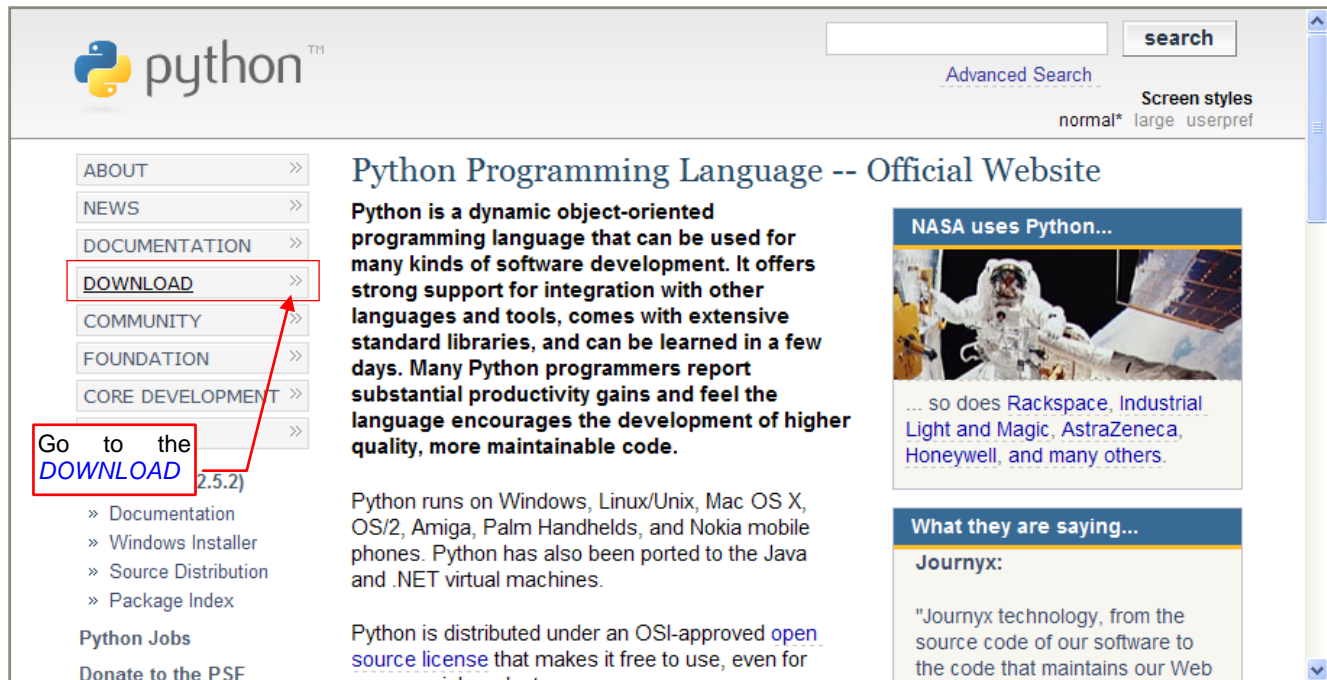 python™
search
Advanced Search
Screen styles
normal* large userpref
ABOUT »
NEWS »
DOCUMENTATION »
DOWNLOAD »
COMMUNITY »
FOUNDATION »
CORE DEVELOPMENT »
»
Go to the
DOWNLOAD
2.5.2)
» Documentation
» Windows Installer
» Source Distribution
» Package Index
Python Jobs
Donate to the PSF
Python Programming Language -- Official Website
Python is a dynamic object-oriented
programming language that can be used for
many kinds of software development. It offers
strong support for integration with other
languages and tools, comes with extensive
standard libraries, and can be learned in a few
days. Many Python programmers report
substantial productivity gains and feel the
language encourages the development of higher
quality, more maintainable code.
Python runs on Windows, Linux/Unix, Mac OS X,
OS/2, Amiga, Palm Handhelds, and Nokia mobile
phones. Python has also been ported to the Java
and .NET virtual machines.
Python is distributed under an OSI-approved open
source license that makes it free to use, even for
NASA uses Python...
... so does Rackspace, Industrial
Light and Magic, AstraZeneca,
Honeywell, and many others.
What they are saying...
Journyx:
"Journyx technology, from the
source code of our software to
the code that maintains our Web